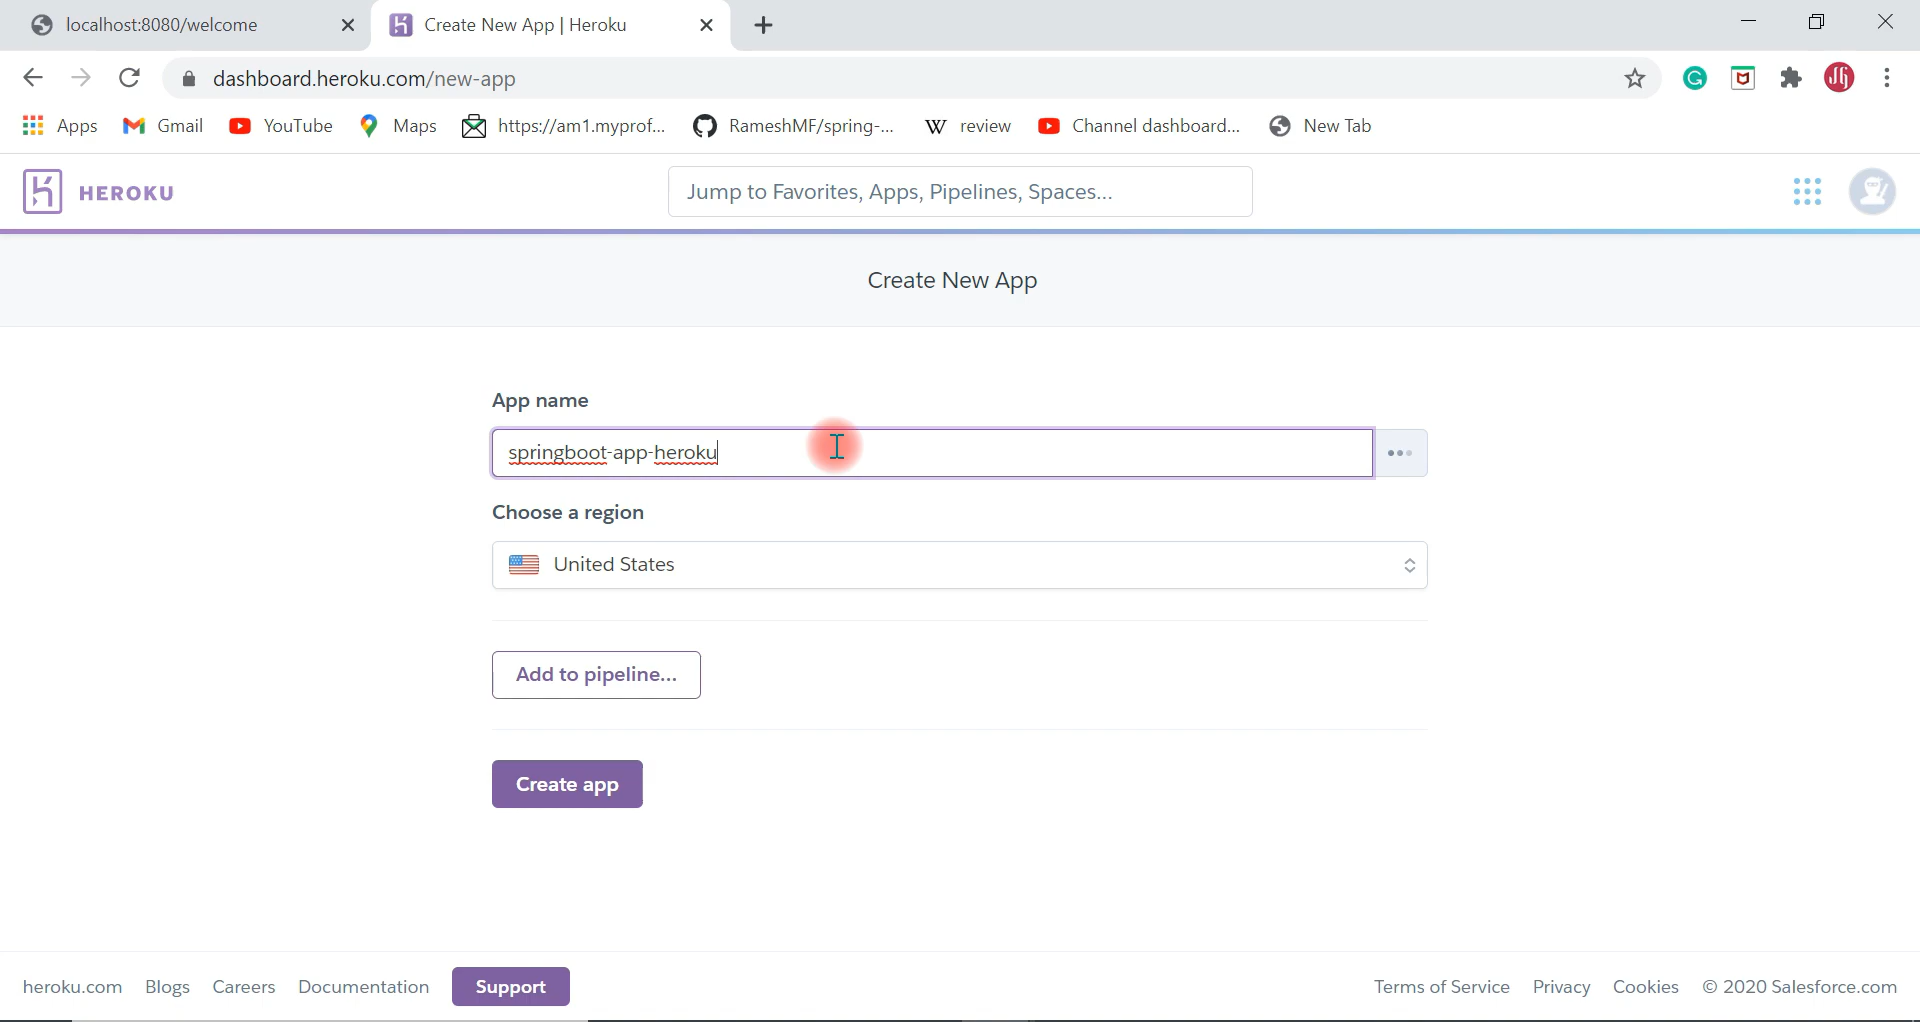 localhost:8080/welcome
Create New App | Heroku
dashboard.heroku.com/new-app
Apps
Gmail
YouTube
Maps
https://am1.myprof...
RameshMF/spring-...
W review
Channel dashboard...
New Tab
HEROKU
Jump to Favorites, Apps, Pipelines, Spaces...
Create New App
App name
springboot-app-heroku
Choose a region
United States
Add to pipeline...
Create app
heroku.com Blogs Careers Documentation Support Terms of Service Privacy Cookies © 2020 Salesforce.com